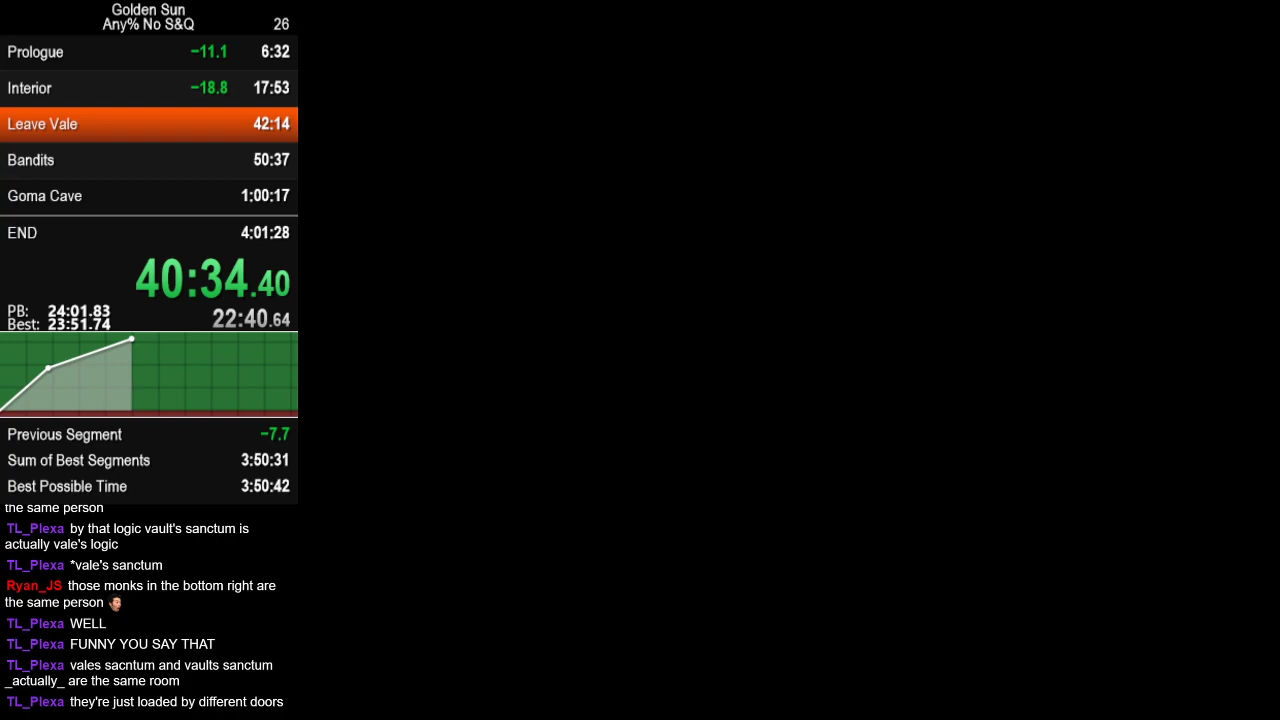 Golden Sun
Any% No S&Q 26
Prologue −11.1 6:32
Interior −18.8 17:53
Leave Vale 42:14
Bandits 50:37
Goma Cave 1:00:17
END 4:01:28
40:34.40
PB: 24:01.83
Best: 23:51.74 22:40.64
Previous Segment −7.7
Sum of Best Segments 3:50:31
Best Possible Time 3:50:42
the same person
TL_Plexa by that logic vault's sanctum is
actually vale's logic
TL_Plexa *vale's sanctum
Ryan_JS those monks in the bottom right are
the same person
TL_Plexa WELL
TL_Plexa FUNNY YOU SAY THAT
TL_Plexa vales sacntum and vaults sanctum
_actually_ are the same room
TL_Plexa they're just loaded by different doors